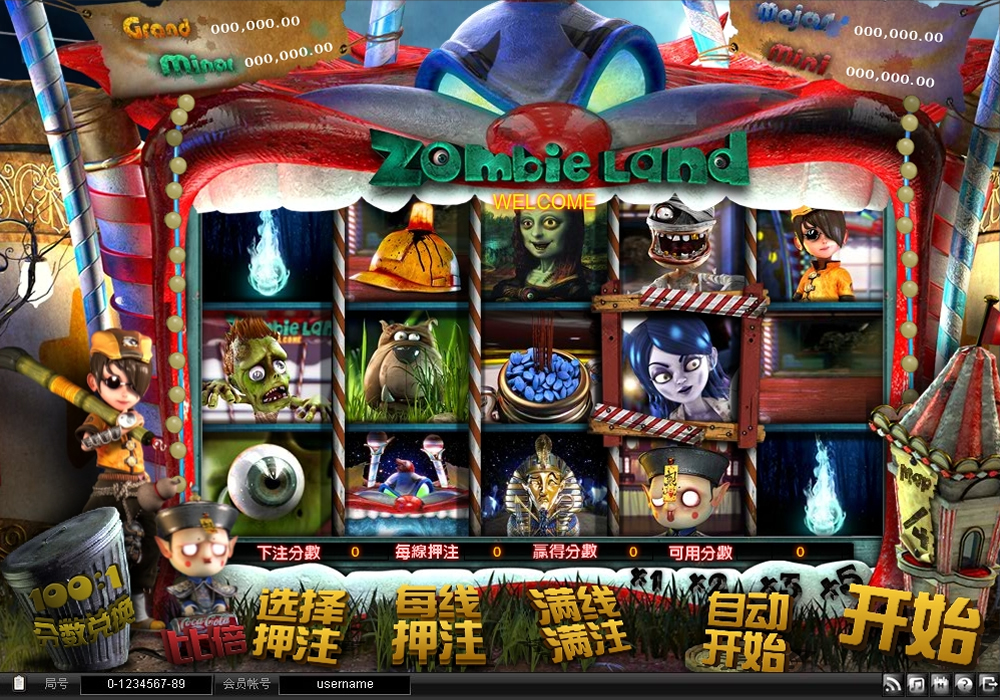 Grand 000,000.00
Minor 000,000.00
Major 000,000.00
Mini 000,000.00
Zombie Land
WELCOME
下注分數 0 每線押注 0 贏得分數 0 可用分數 0
x1 x2 x3 x5
100:1
分数兑换
比倍
选择
押注
每线
押注
满线
满注
自动
开始
开始
局号 0-1234567-89 会员帐号 username